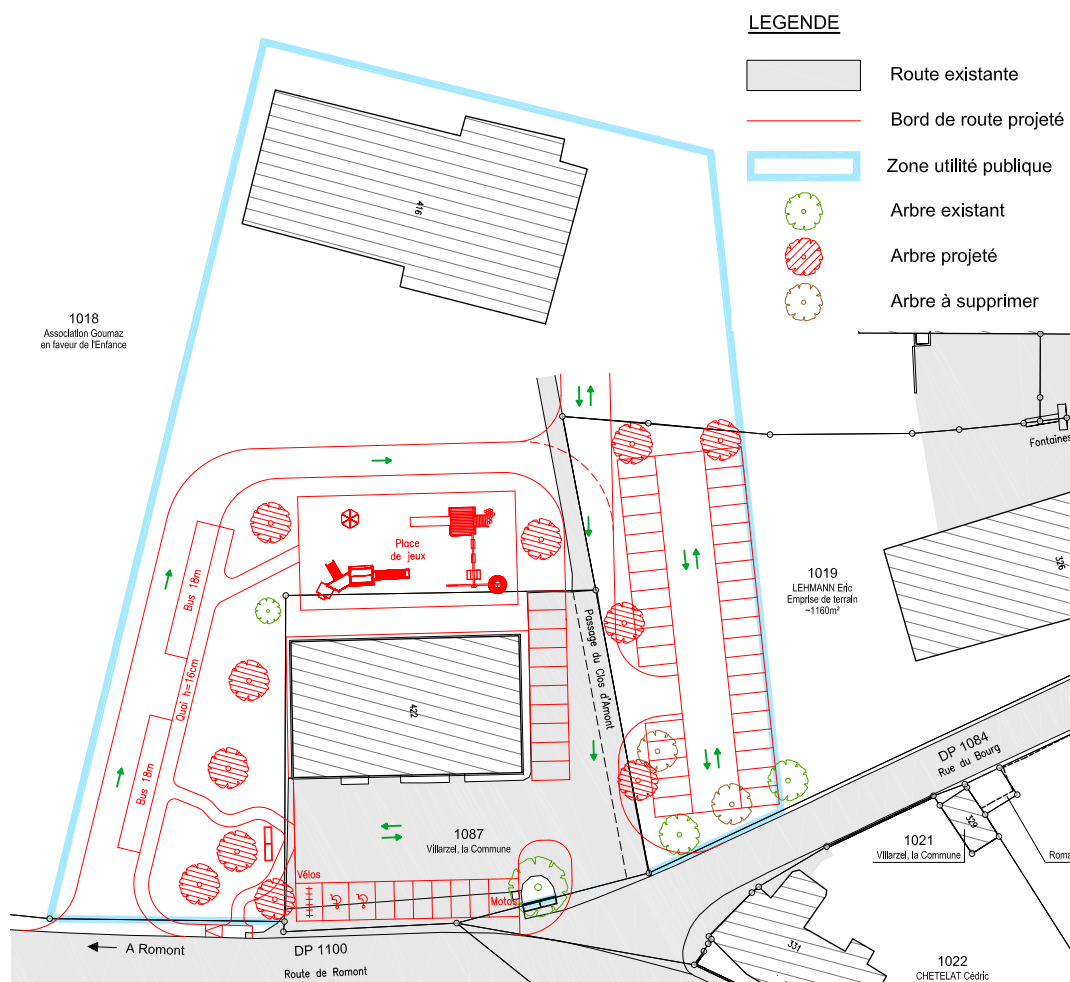 LEGENDE
Route existante
Bord de route projeté
Zone utilité publique
Arbre existant
Arbre projeté
Arbre à supprimer
416
1018
Association Goumaz
en faveur de l'Enfance
Fontaines
326
Place
de jeux
1019
LEHMANN Eric
Emprise de terrain
~1160m²
Bus 18m
Quai h=16cm
Bus 18m
Passage du Clos d'Amont
422
DP 1084
Rue du Bourg
1087
Villarzel, la Commune
329
1021
Villarzel, la Commune
Roma
Vélos
Motos
A Romont
DP 1100
Route de Romont
331
1022
CHETELAT Cédric